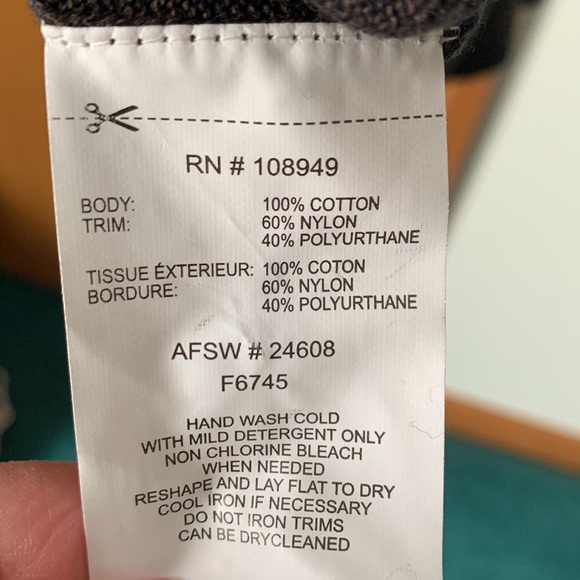 RN # 108949
BODY: 100% COTTON
TRIM: 60% NYLON
40% POLYURTHANE
TISSUE ÉXTERIEUR: 100% COTON
BORDURE: 60% NYLON
40% POLYURTHANE
AFSW # 24608
F6745
HAND WASH COLD
WITH MILD DETERGENT ONLY
NON CHLORINE BLEACH
WHEN NEEDED
RESHAPE AND LAY FLAT TO DRY
COOL IRON IF NECESSARY
DO NOT IRON TRIMS
CAN BE DRYCLEANED